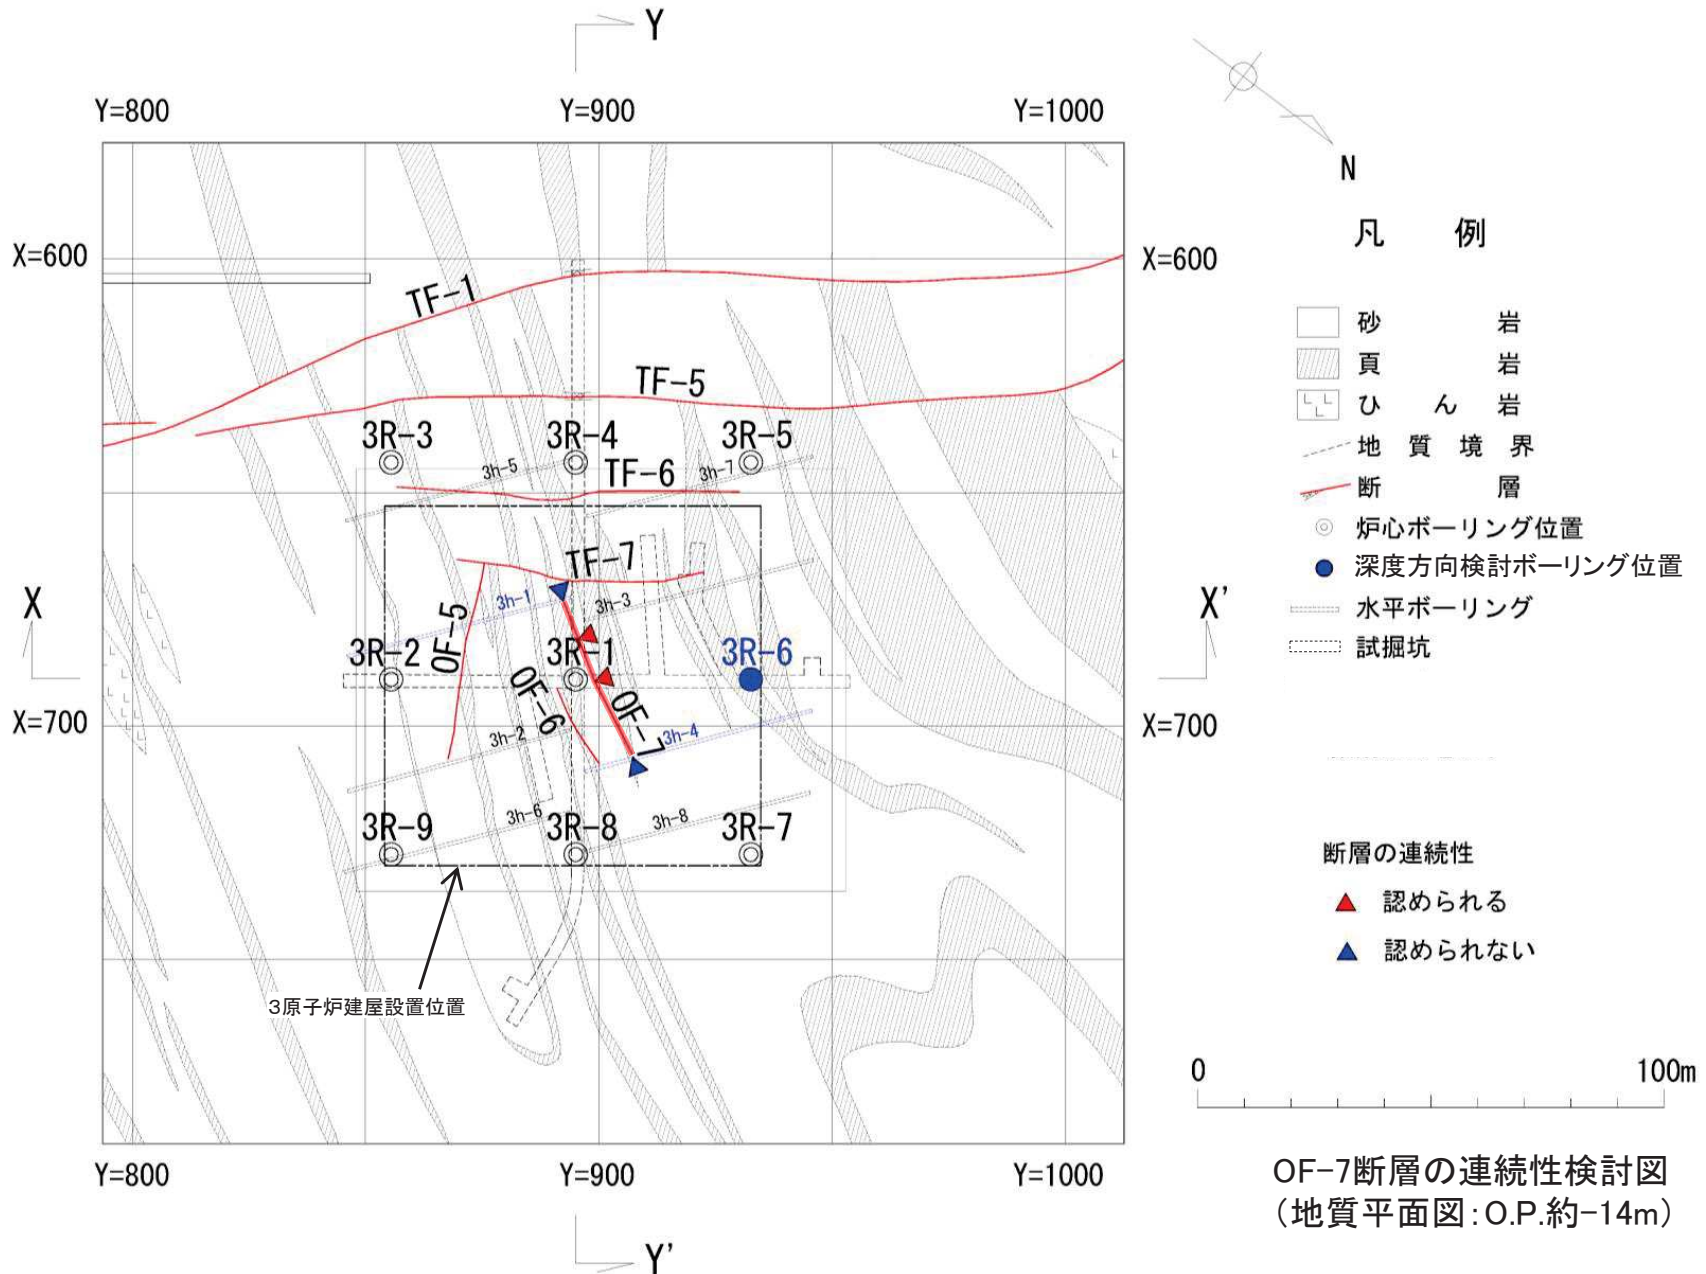 Y
Y=800
Y=900
Y=1000
N
X=600
X=600
TF-1
TF-5
3R-3
3R-4
3R-5
3h-5
TF-6
3h-7
TF-7
3h-1
3h-3
OF-5
X
X'
3R-2
3R-1
3R-6
OF-6
OF-7
X=700
X=700
3h-2
3h-4
3h-6
3h-8
3R-9
3R-8
3R-7
3原子炉建屋設置位置
Y=800
Y=900
Y=1000
Y'
凡 例
砂 岩
頁 岩
ひ ん 岩
地 質 境 界
断 層
炉心ボーリング位置
深度方向検討ボーリング位置
水平ボーリング
試掘坑
断層の連続性
認められる
認められない
0 100m
OF-7断層の連続性検討図
(地質平面図:O.P.約-14m)